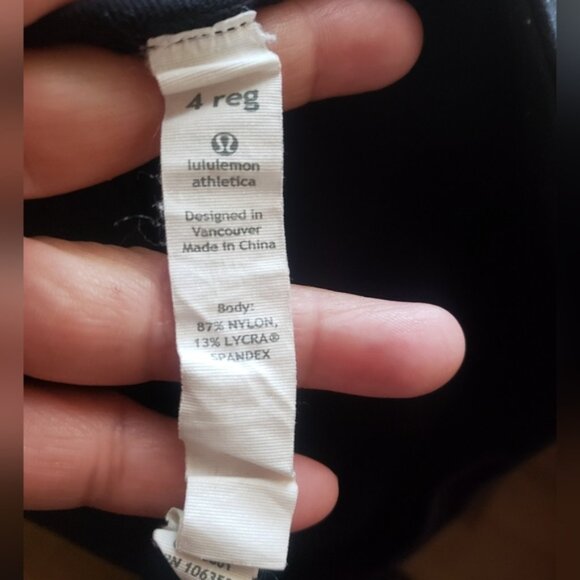 4 reg
lululemon
athletica
Designed in
Vancouver
Made in China
Body:
87% NYLON,
13% LYCRA®
SPANDEX